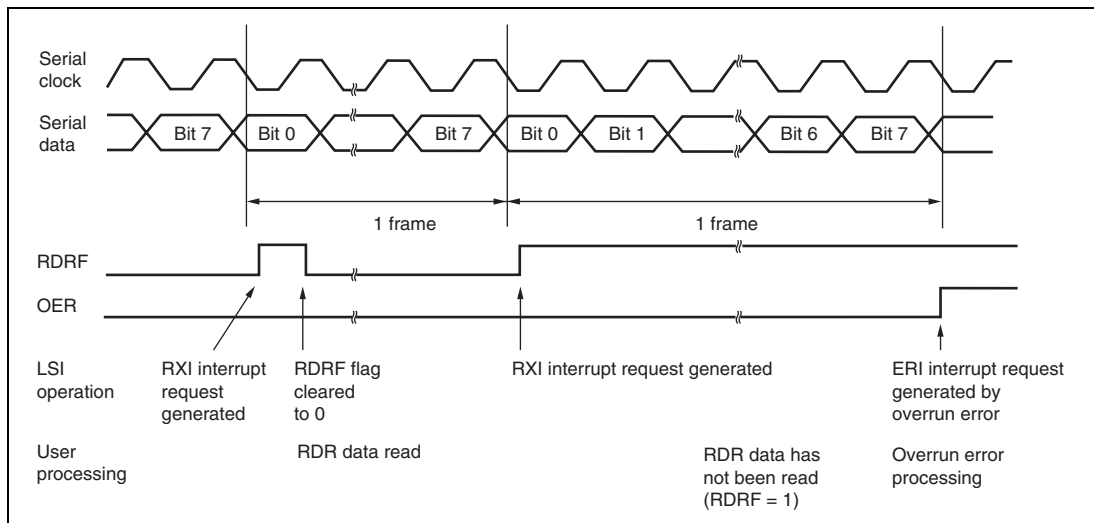 Serial
clock
Serial
data
Bit 7
Bit 0
Bit 7
Bit 0
Bit 1
Bit 6
Bit 7
1 frame
1 frame
RDRF
OER
LSI
operation
RXI interrupt
request
generated
RDRF flag
cleared
to 0
RXI interrupt request generated
ERI interrupt request
generated by
overrun error
User
processing
RDR data read
RDR data has
not been read
(RDRF = 1)
Overrun error
processing